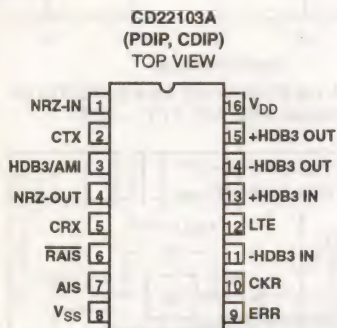 CD22103A
(PDIP, CDIP)
TOP VIEW
NRZ-IN 1 16 VDD
CTX 2 15 +HDB3 OUT
HDB3/AMI 3 14 -HDB3 OUT
NRZ-OUT 4 13 +HDB3 IN
CRX 5 12 LTE
RAIS 6 11 -HDB3 IN
AIS 7 10 CKR
VSS 8 9 ERR